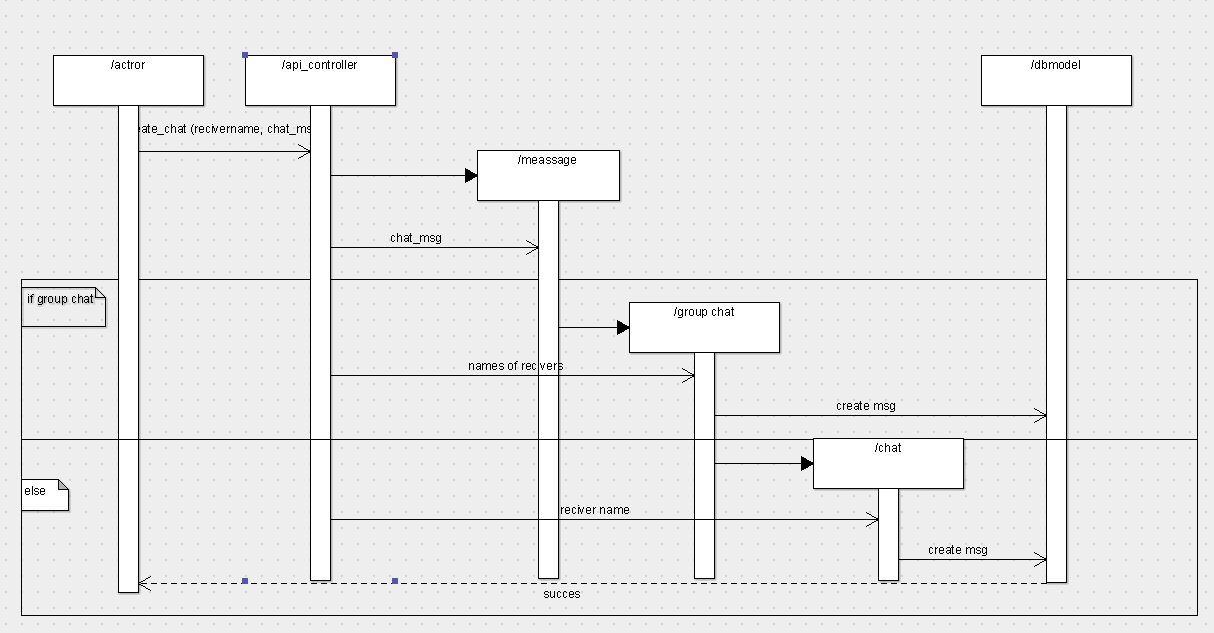 /actror
/api_controller
/dbmodel
eate_chat (recivername, chat_ms
/meassage
chat_msg
if group chat
/group chat
names of recivers
create msg
/chat
else
reciver name
create msg
succes